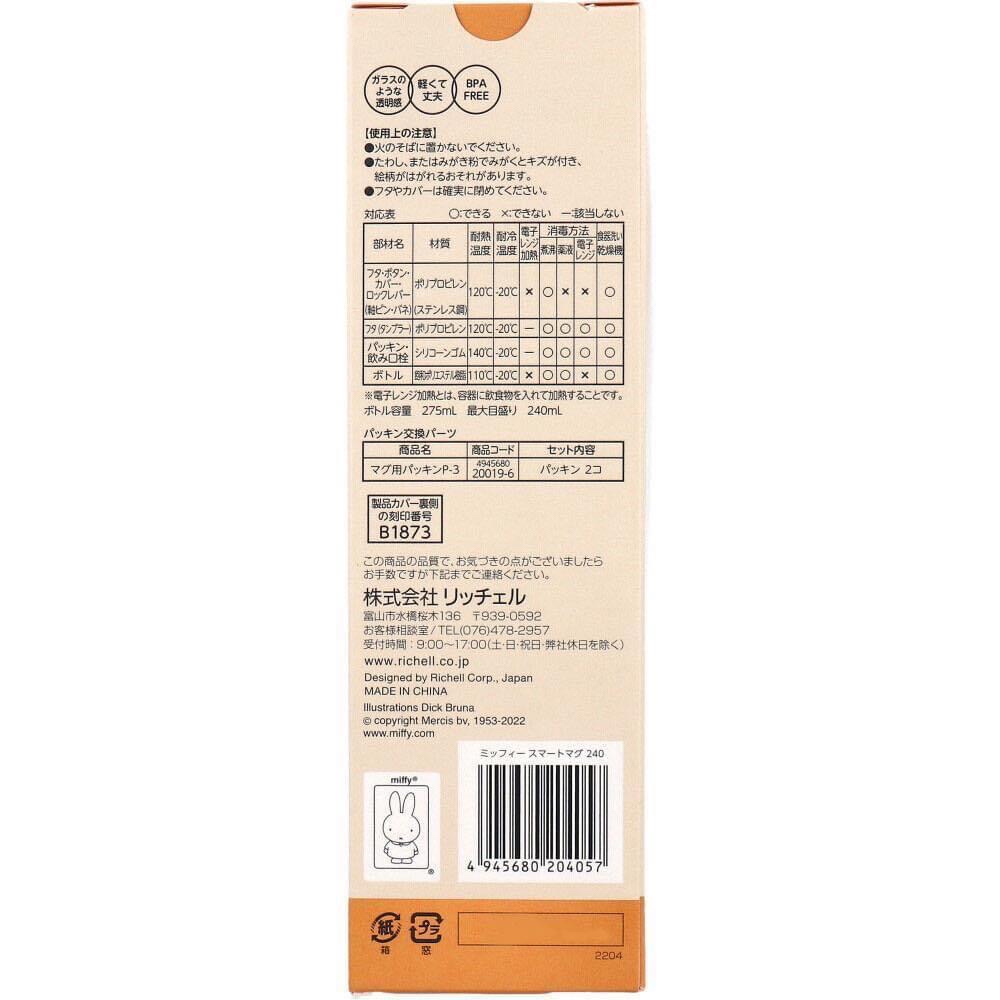 ガラスの
ような
透明感
軽くて
丈夫
BPA
FREE
【使用上の注意】
●火のそばに置かないでください。
●たわし、またはみがき粉でみがくとキズが付き、
絵柄がはがれるおそれがあります。
●フタやカバーは確実に閉めてください。
対応表 〇:できる ×:できない ー:該当しない
部材名 材質 耐熱温度 耐冷温度 電子レンジ加熱 消毒方法 煮沸 薬液 電子レンジ 食器洗い乾燥機
フタ・ボタン・カバー・ロックレバー(軸ピン・バネ) ポリプロピレン(ステンレス鋼) 120℃ -20℃ × 〇 × × 〇
フタ(タンブラー) ポリプロピレン 120℃ -20℃ ー 〇 〇 〇 〇
パッキン・飲み口栓 シリコーンゴム 140℃ -20℃ ー 〇 〇 〇 〇
ボトル 110℃ -20℃ × 〇 〇 × 〇
※電子レンジ加熱とは、容器に飲食物を入れて加熱することです。
ボトル容量 275mL 最大目盛り 240mL
パッキン交換パーツ
商品名 商品コード セット内容
マグ用パッキンP-3 4945680 20019-6 パッキン 2コ
製品カバー裏側
の刻印番号
B1873
この商品の品質で、お気づきの点がございましたら
お手数ですが下記までご連絡ください。
株式会社 リッチェル
富山市水橋桜木136 〒939-0592
お客様相談室/TEL(076)478-2957
受付時間:9:00〜17:00(土・日・祝日・弊社休日を除く)
www.richell.co.jp
Designed by Richell Corp., Japan
MADE IN CHINA
Illustrations Dick Bruna
© copyright Mercis bv, 1953-2022
www.miffy.com
miffy®
®
ミッフィー スマートマグ 240
4 945680 204057
紙
箱
プラ
窓
2204